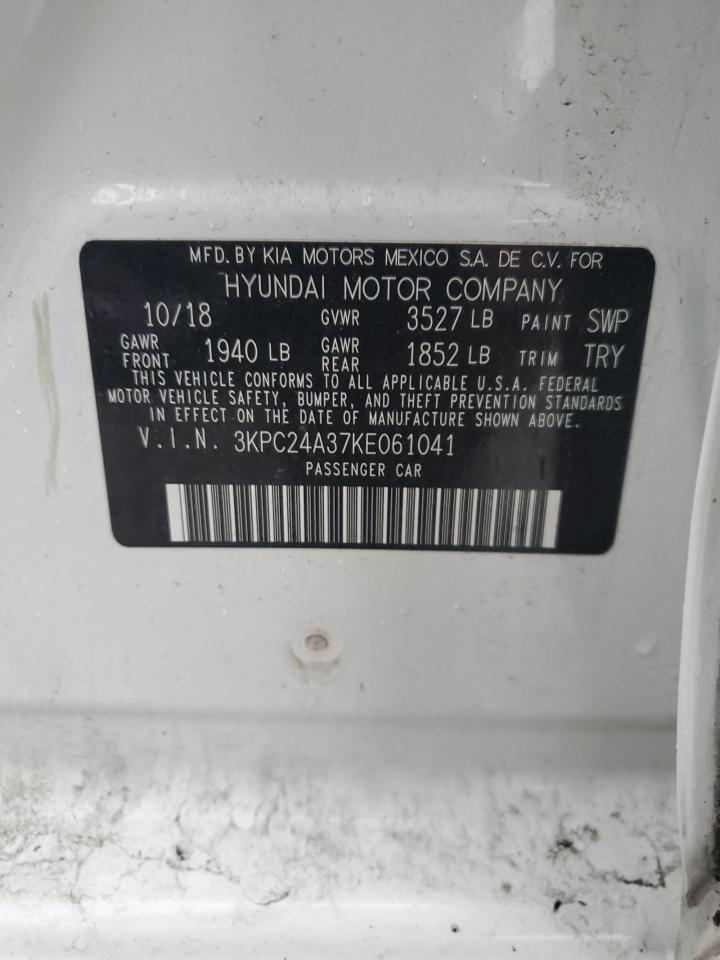 MFD. BY KIA MOTORS MEXICO S.A. DE C.V. FOR
HYUNDAI MOTOR COMPANY
10/18 GVWR 3527 LB PAINT SWP
GAWR FRONT 1940 LB GAWR REAR 1852 LB TRIM TRY
THIS VEHICLE CONFORMS TO ALL APPLICABLE U.S.A. FEDERAL
MOTOR VEHICLE SAFETY, BUMPER, AND THEFT PREVENTION STANDARDS
IN EFFECT ON THE DATE OF MANUFACTURE SHOWN ABOVE.
V.I.N. 3KPC24A37KE061041
PASSENGER CAR